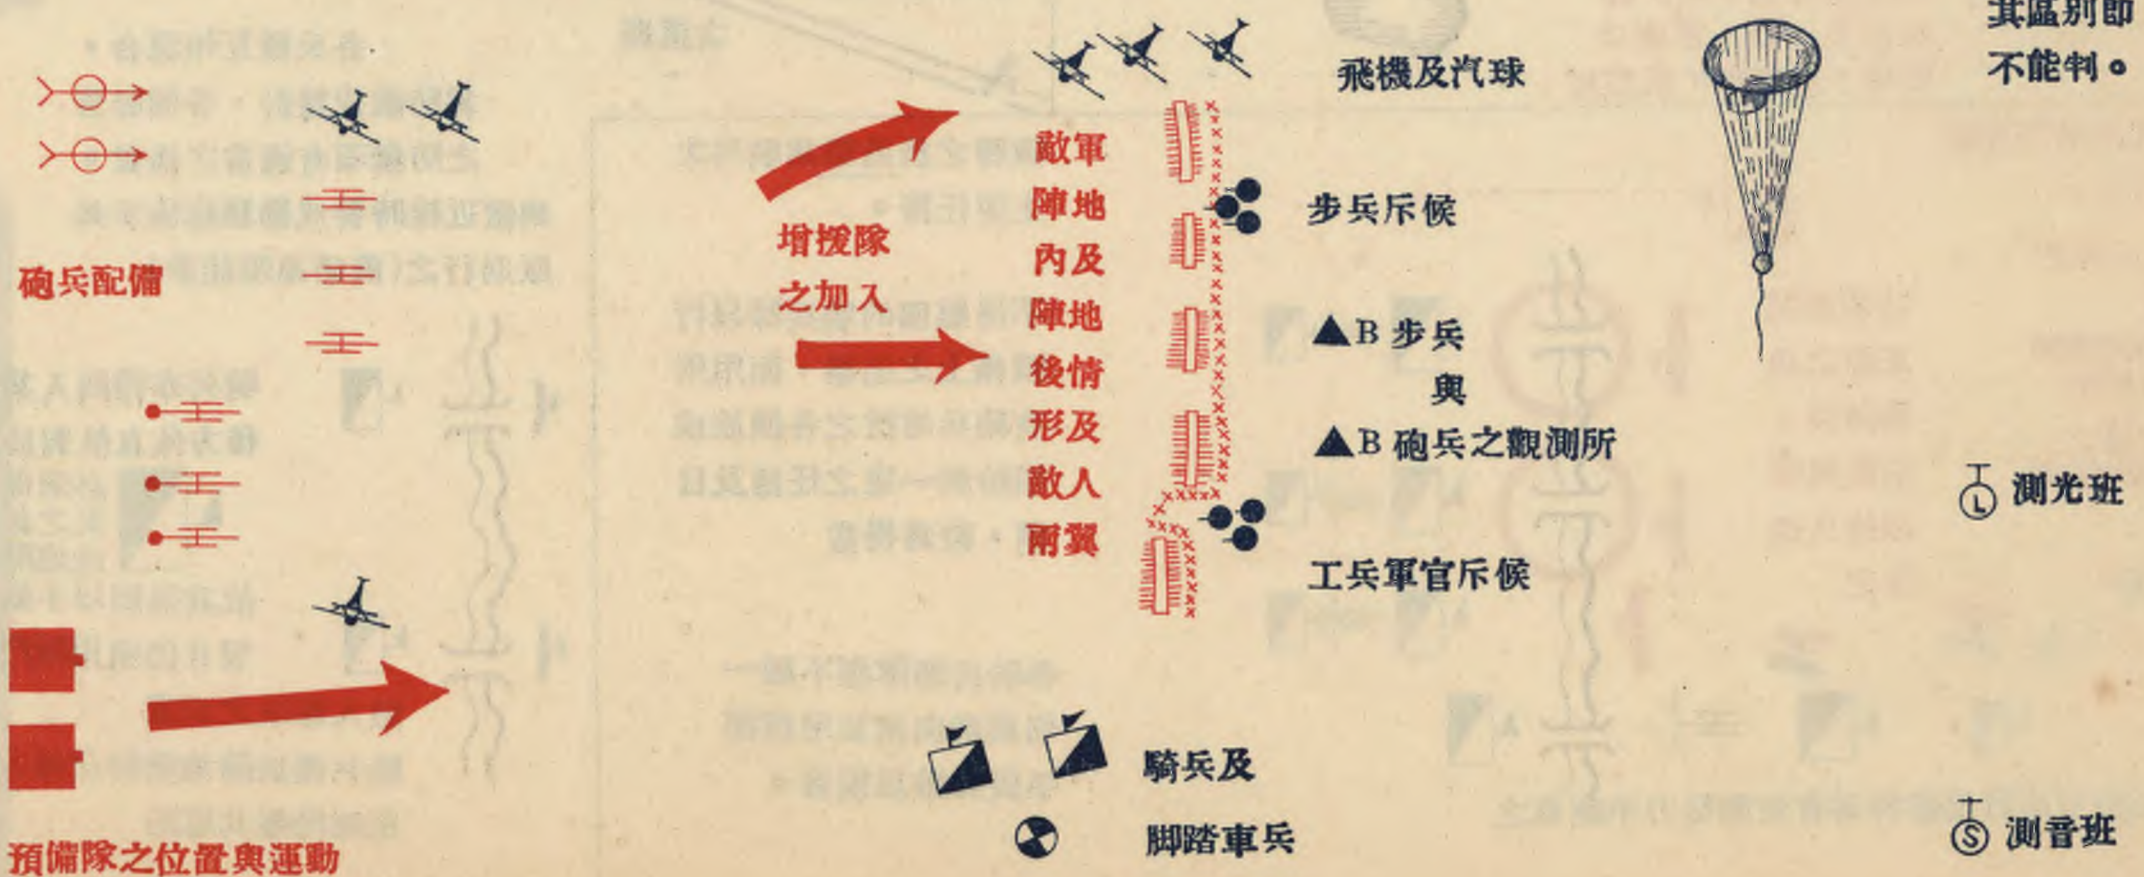 其區別即
不能判。
飛機及汽球
步兵斥候
▲B 步兵
與
▲B 砲兵之觀測所
工兵軍官斥候
L 測光班
S 測音班
騎兵及
脚踏車兵
敵軍
陣地
內及
陣地
後情
形及
敵人
兩翼
增援隊
之加入
砲兵配備
預備隊之位置與運動